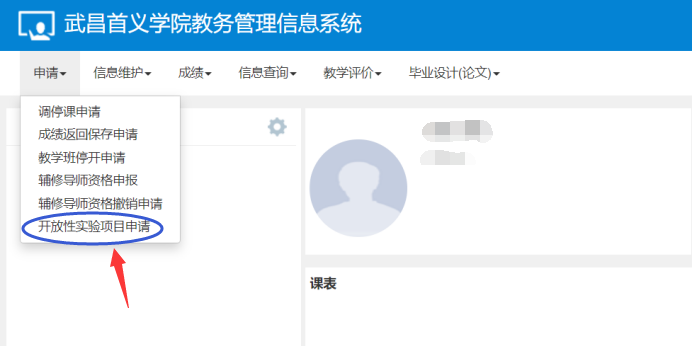 武昌首义学院教务管理信息系统
申请 信息维护 成绩 信息查询 教学评价 毕业设计(论文)
调停课申请
成绩返回保存申请
教学班停开申请
辅修导师资格申报
辅修导师资格撤销申请
开放性实验项目申请
课表